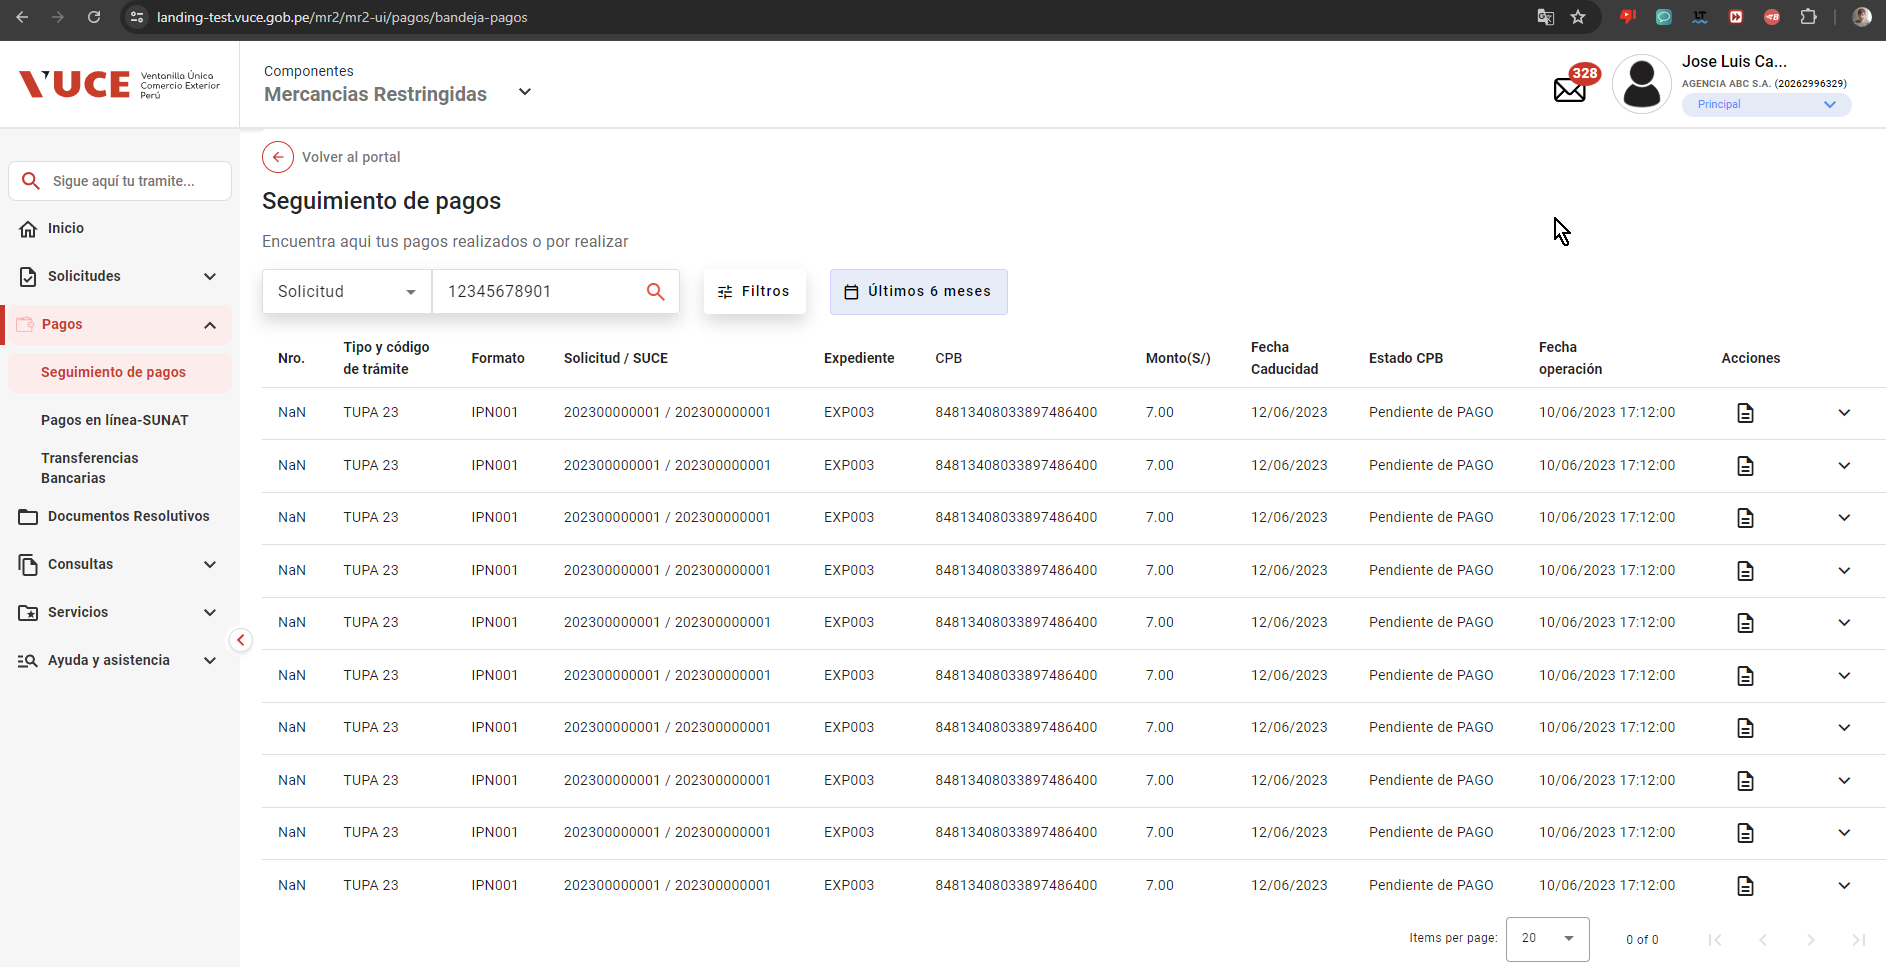 landing-test.vuce.gob.pe/mr2/mr2-ui/pagos/bandeja-pagos
VUCE Ventanilla Única
Comercio Exterior
Perú
Componentes
Mercancias Restringidas
328
Jose Luis Ca...
AGENCIA ABC S.A. (20262996329)
Principal
Sigue aquí tu tramite...
Inicio
Solicitudes
Pagos
Seguimiento de pagos
Pagos en línea-SUNAT
Transferencias
Bancarias
Documentos Resolutivos
Consultas
Servicios
Ayuda y asistencia
Volver al portal
Seguimiento de pagos
Encuentra aqui tus pagos realizados o por realizar
Solicitud 12345678901 Filtros Últimos 6 meses
Nro. Tipo y código de trámite Formato Solicitud / SUCE Expediente CPB Monto(S/) Fecha Caducidad Estado CPB Fecha operación Acciones
NaN TUPA 23 IPN001 202300000001 / 202300000001 EXP003 84813408033897486400 7.00 12/06/2023 Pendiente de PAGO 10/06/2023 17:12:00
NaN TUPA 23 IPN001 202300000001 / 202300000001 EXP003 84813408033897486400 7.00 12/06/2023 Pendiente de PAGO 10/06/2023 17:12:00
NaN TUPA 23 IPN001 202300000001 / 202300000001 EXP003 84813408033897486400 7.00 12/06/2023 Pendiente de PAGO 10/06/2023 17:12:00
NaN TUPA 23 IPN001 202300000001 / 202300000001 EXP003 84813408033897486400 7.00 12/06/2023 Pendiente de PAGO 10/06/2023 17:12:00
NaN TUPA 23 IPN001 202300000001 / 202300000001 EXP003 84813408033897486400 7.00 12/06/2023 Pendiente de PAGO 10/06/2023 17:12:00
NaN TUPA 23 IPN001 202300000001 / 202300000001 EXP003 84813408033897486400 7.00 12/06/2023 Pendiente de PAGO 10/06/2023 17:12:00
NaN TUPA 23 IPN001 202300000001 / 202300000001 EXP003 84813408033897486400 7.00 12/06/2023 Pendiente de PAGO 10/06/2023 17:12:00
NaN TUPA 23 IPN001 202300000001 / 202300000001 EXP003 84813408033897486400 7.00 12/06/2023 Pendiente de PAGO 10/06/2023 17:12:00
NaN TUPA 23 IPN001 202300000001 / 202300000001 EXP003 84813408033897486400 7.00 12/06/2023 Pendiente de PAGO 10/06/2023 17:12:00
NaN TUPA 23 IPN001 202300000001 / 202300000001 EXP003 84813408033897486400 7.00 12/06/2023 Pendiente de PAGO 10/06/2023 17:12:00
Items per page: 20 0 of 0